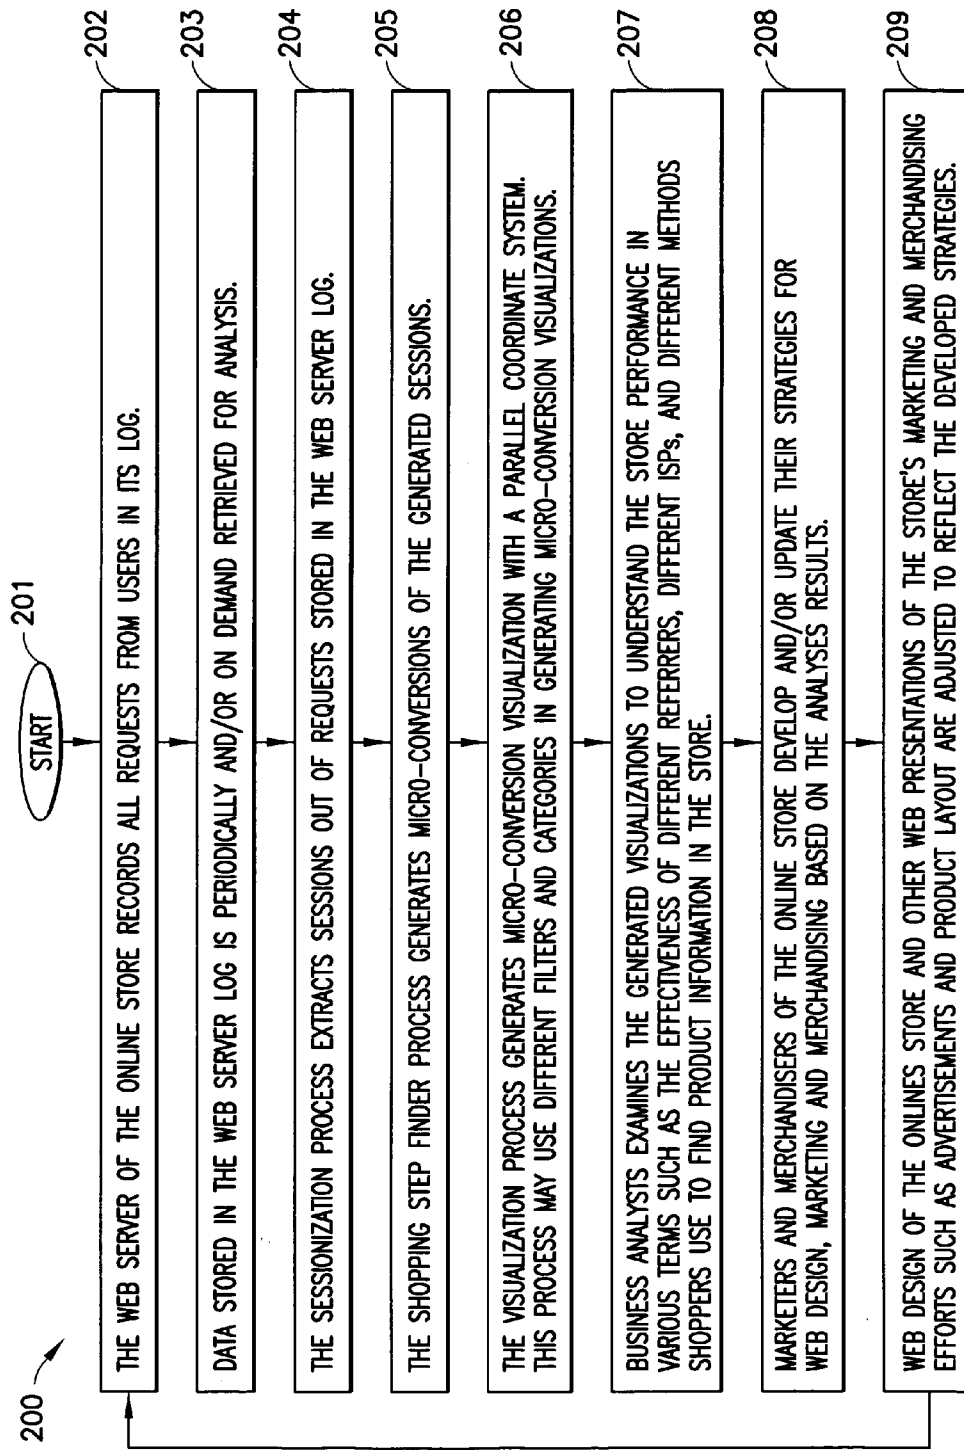 200
START
201
THE WEB SERVER OF THE ONLINE STORE RECORDS ALL REQUESTS FROM USERS IN ITS LOG.
202
DATA STORED IN THE WEB SERVER LOG IS PERIODICALLY AND/OR ON DEMAND RETRIEVED FOR ANALYSIS.
203
THE SESSIONIZATION PROCESS EXTRACTS SESSIONS OUT OF REQUESTS STORED IN THE WEB SERVER LOG.
204
THE SHOPPING STEP FINDER PROCESS GENERATES MICRO-CONVERSIONS OF THE GENERATED SESSIONS.
205
THE VISUALIZATION PROCESS GENERATES MICRO-CONVERSION VISUALIZATION WITH A PARALLEL COORDINATE SYSTEM.
THIS PROCESS MAY USE DIFFERENT FILTERS AND CATEGORIES IN GENERATING MICRO-CONVERSION VISUALIZATIONS.
206
BUSINESS ANALYSTS EXAMINES THE GENERATED VISUALIZATIONS TO UNDERSTAND THE STORE PERFORMANCE IN
VARIOUS TERMS SUCH AS THE EFFECTIVENESS OF DIFFERENT REFERRERS, DIFFERENT ISPs, AND DIFFERENT METHODS
SHOPPERS USE TO FIND PRODUCT INFORMATION IN THE STORE.
207
MARKETERS AND MERCHANDISERS OF THE ONLINE STORE DEVELOP AND/OR UPDATE THEIR STRATEGIES FOR
WEB DESIGN, MARKETING AND MERCHANDISING BASED ON THE ANALYSES RESULTS.
208
WEB DESIGN OF THE ONLINES STORE AND OTHER WEB PRESENTATIONS OF THE STORE'S MARKETING AND MERCHANDISING
EFFORTS SUCH AS ADVERTISEMENTS AND PRODUCT LAYOUT ARE ADJUSTED TO REFLECT THE DEVELOPED STRATEGIES.
209